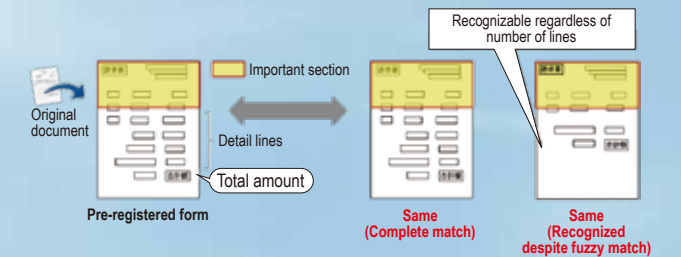 Recognizable regardless of
number of lines
Important section
Original
document
Detail lines
Total amount
Pre-registered form
Same
(Complete match)
Same
(Recognized
despite fuzzy match)